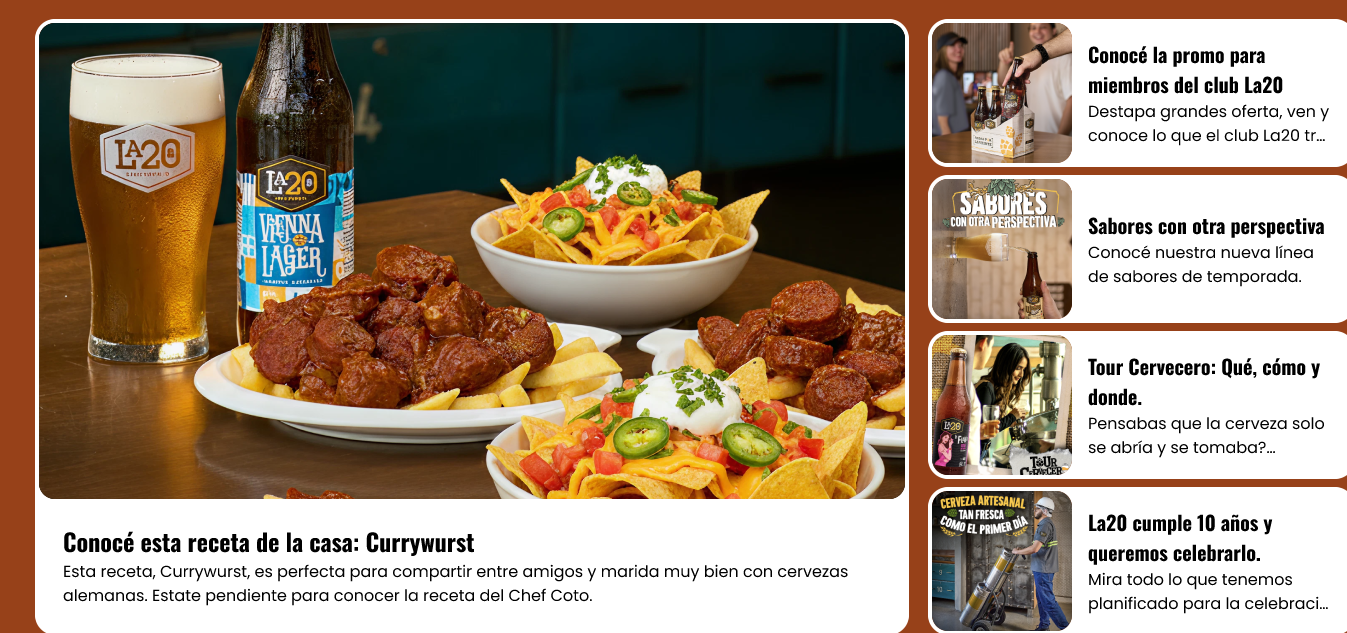 LA20
LA20
VIENNA
LAGER
Conocé esta receta de la casa: Currywurst
Esta receta, Currywurst, es perfecta para compartir entre amigos y marida muy bien con cervezas
alemanas. Estate pendiente para conocer la receta del Chef Coto.
Conocé la promo para
miembros del club La20
Destapa grandes oferta, ven y
conoce lo que el club La20 tr...
SABORES
CON OTRA PERSPECTIVA
Sabores con otra perspectiva
Conocé nuestra nueva línea
de sabores de temporada.
LA20
TOUR
CERVECER
Tour Cervecero: Qué, cómo y
donde.
Pensabas que la cerveza solo
se abría y se tomaba?...
CERVEZA ARTESANAL
TAN FRESCA
COMO EL PRIMER DÍA
La20 cumple 10 años y
queremos celebrarlo.
Mira todo lo que tenemos
planificado para la celebraci...